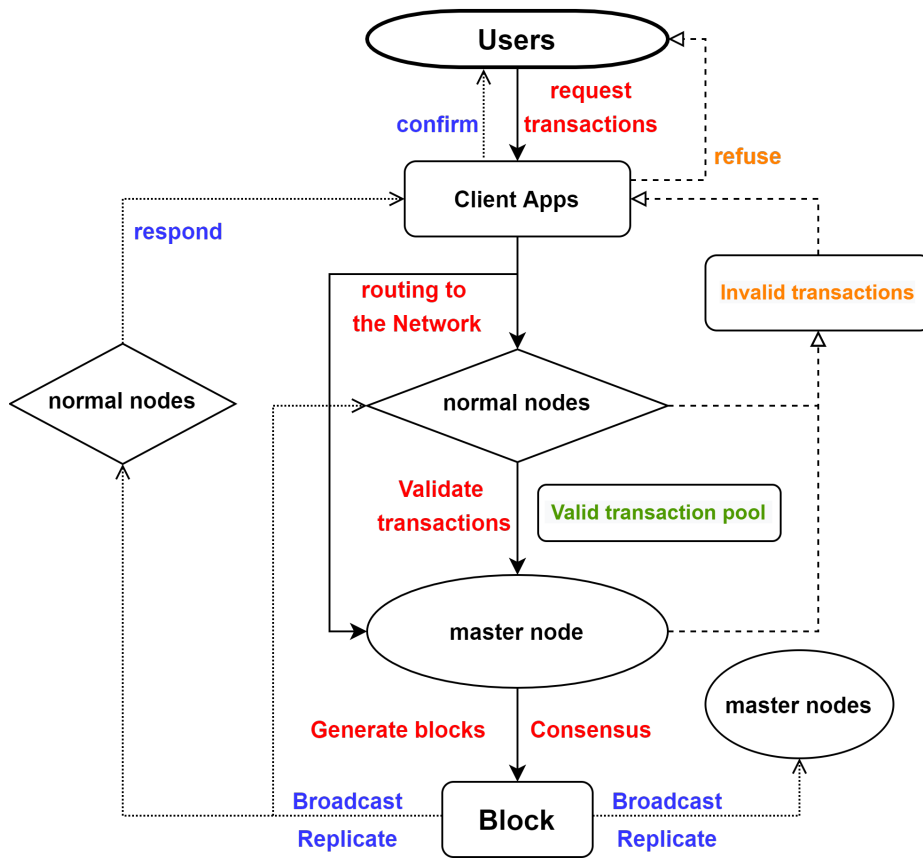 Users
request
transactions
confirm
refuse
Client Apps
respond
routing to
the Network
Invalid transactions
normal nodes
normal nodes
Validate
transactions
Valid transaction pool
master node
master nodes
Generate blocks
Consensus
Broadcast
Replicate
Block
Broadcast
Replicate